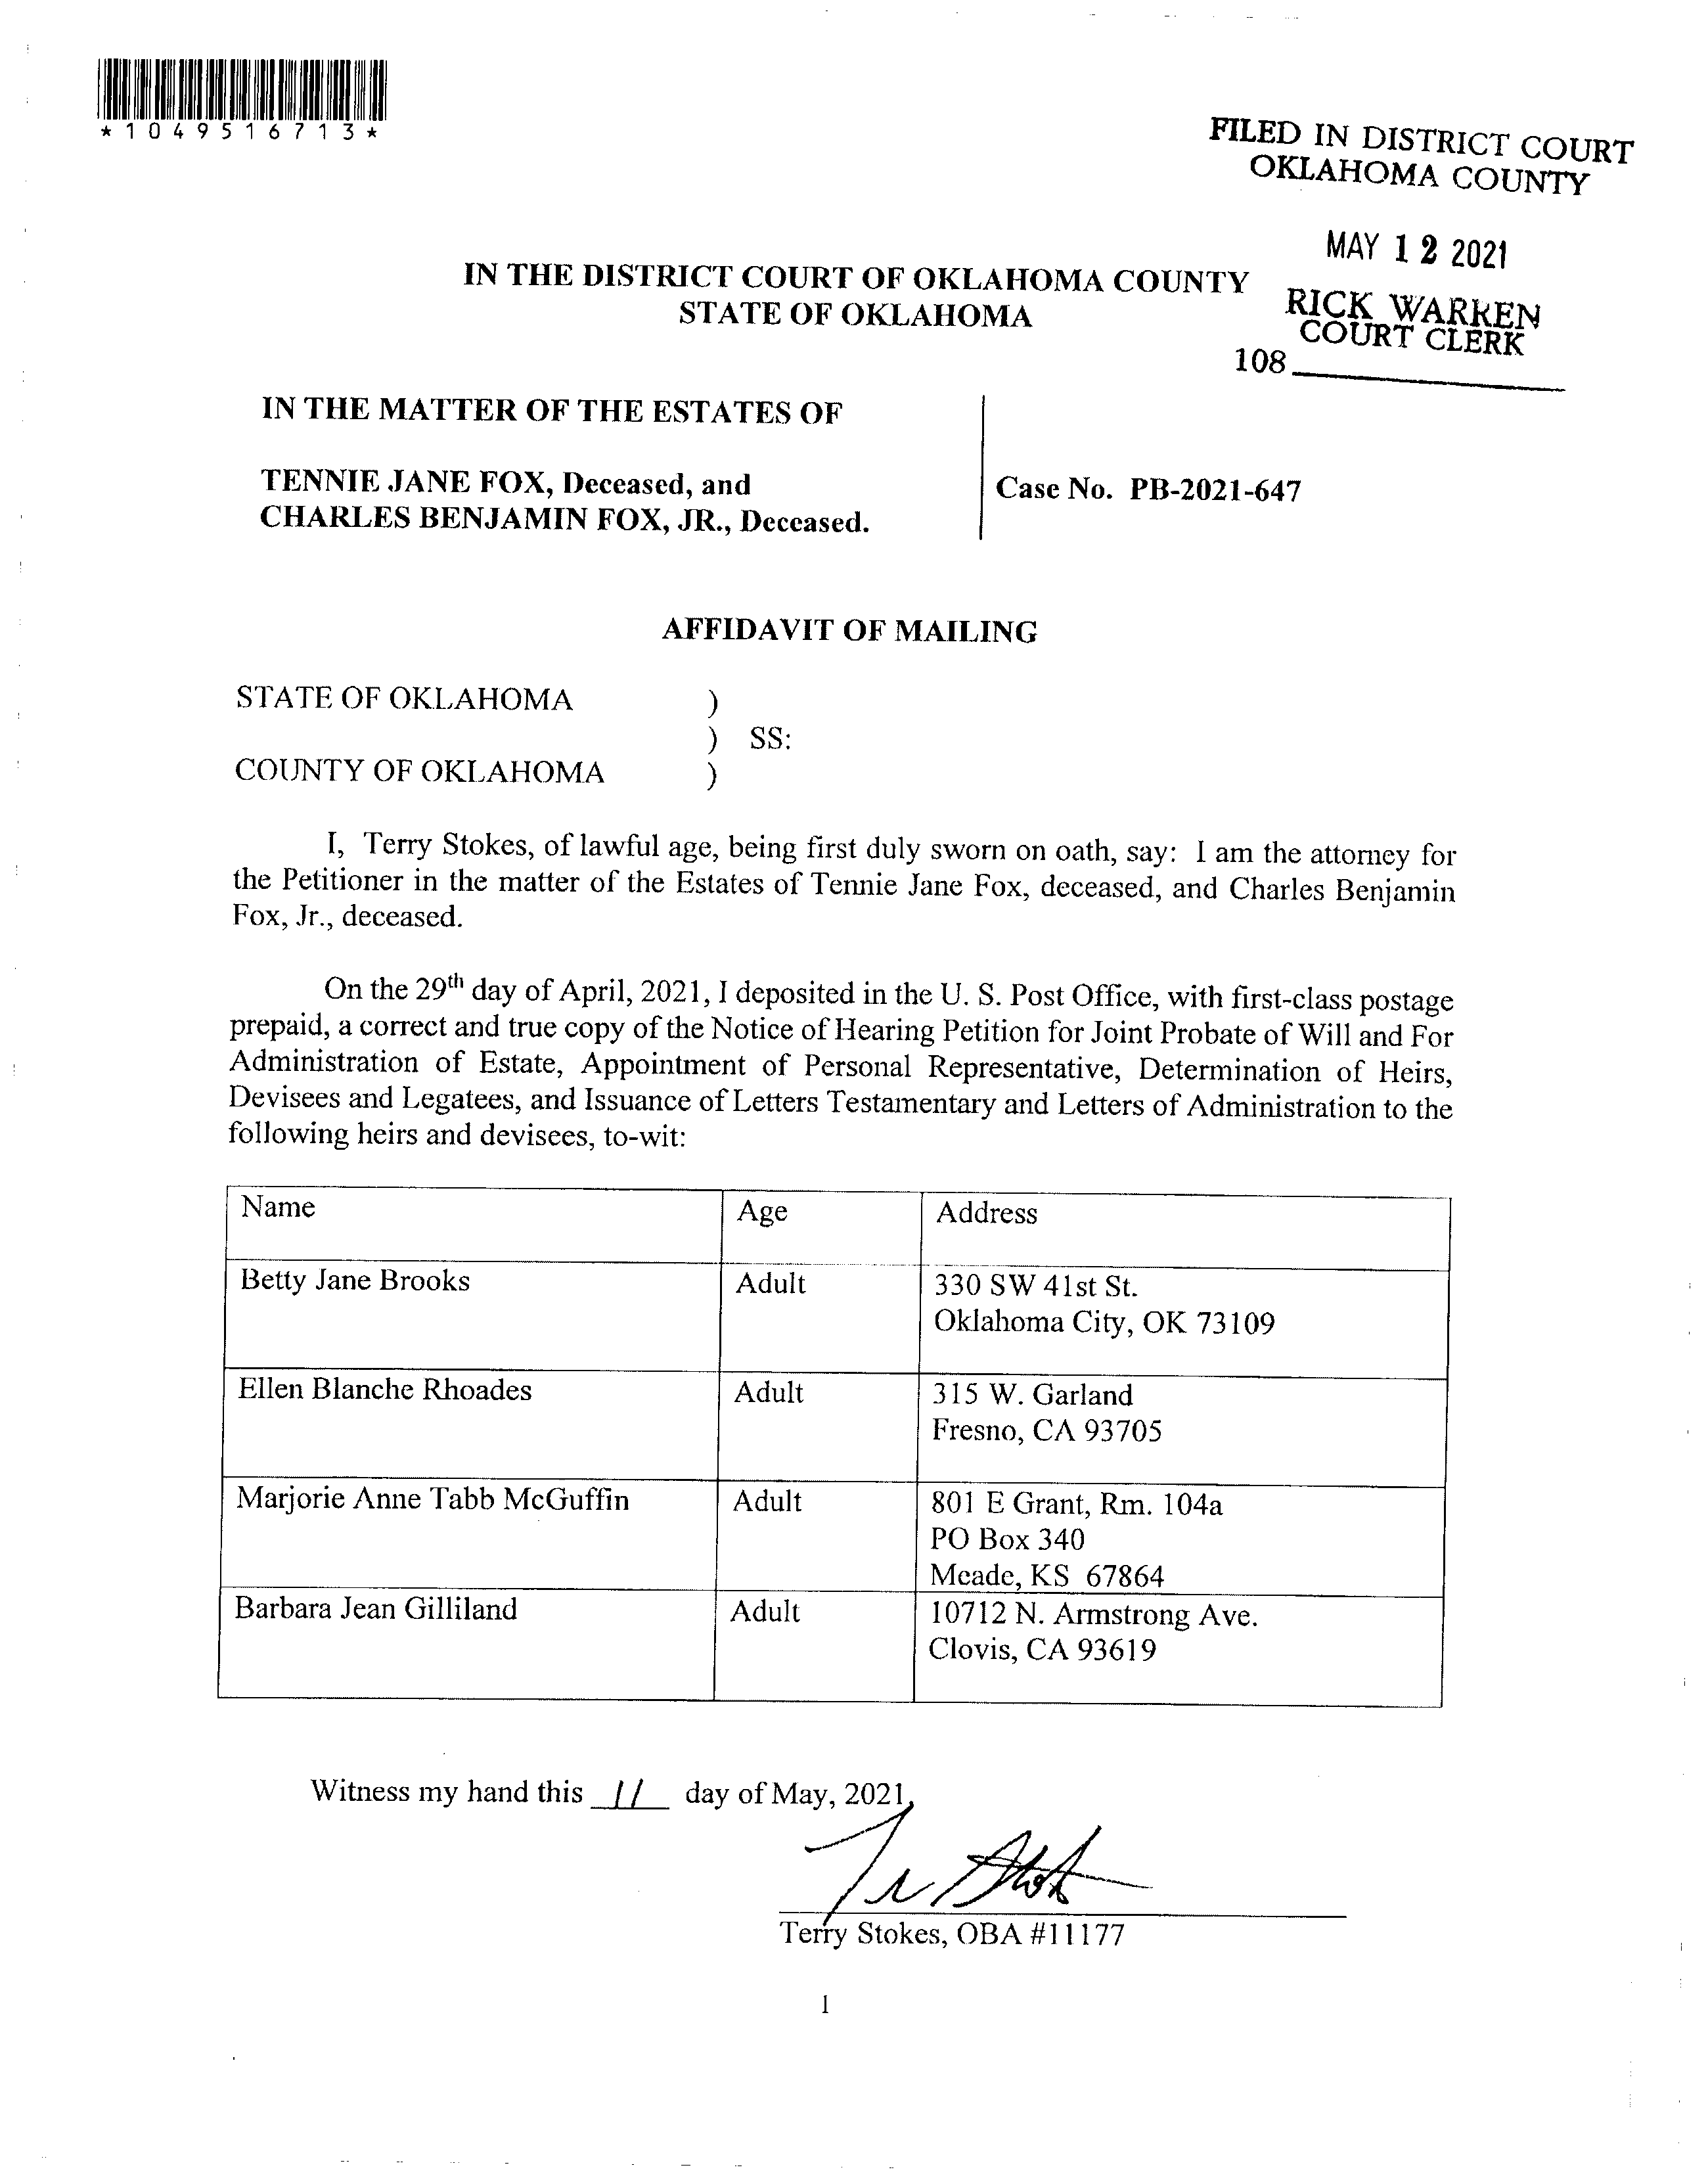 *1049516713*
FILED IN DISTRICT COURT
OKLAHOMA COUNTY
MAY 12 2021
RICK WARREN
COURT CLERK
108
IN THE DISTRICT COURT OF OKLAHOMA COUNTY
STATE OF OKLAHOMA
IN THE MATTER OF THE ESTATES OF
TENNIE JANE FOX, Deceased, and
CHARLES BENJAMIN FOX, JR., Deceased.
Case No. PB-2021-647
AFFIDAVIT OF MAILING
STATE OF OKLAHOMA )
) SS:
COUNTY OF OKLAHOMA )
I, Terry Stokes, of lawful age, being first duly sworn on oath, say: I am the attorney for
the Petitioner in the matter of the Estates of Tennie Jane Fox, deceased, and Charles Benjamin
Fox, Jr., deceased.
On the 29th day of April, 2021, I deposited in the U. S. Post Office, with first-class postage
prepaid, a correct and true copy of the Notice of Hearing Petition for Joint Probate of Will and For
Administration of Estate, Appointment of Personal Representative, Determination of Heirs,
Devisees and Legatees, and Issuance of Letters Testamentary and Letters of Administration to the
following heirs and devisees, to-wit:
Name Age Address
Betty Jane Brooks Adult 330 SW 41st St.
Oklahoma City, OK 73109
Ellen Blanche Rhoades Adult 315 W. Garland
Fresno, CA 93705
Marjorie Anne Tabb McGuffin Adult 801 E Grant, Rm. 104a
PO Box 340
Meade, KS 67864
Barbara Jean Gilliland Adult 10712 N. Armstrong Ave.
Clovis, CA 93619
Witness my hand this 11 day of May, 2021.
Terry Stokes, OBA #11177
1